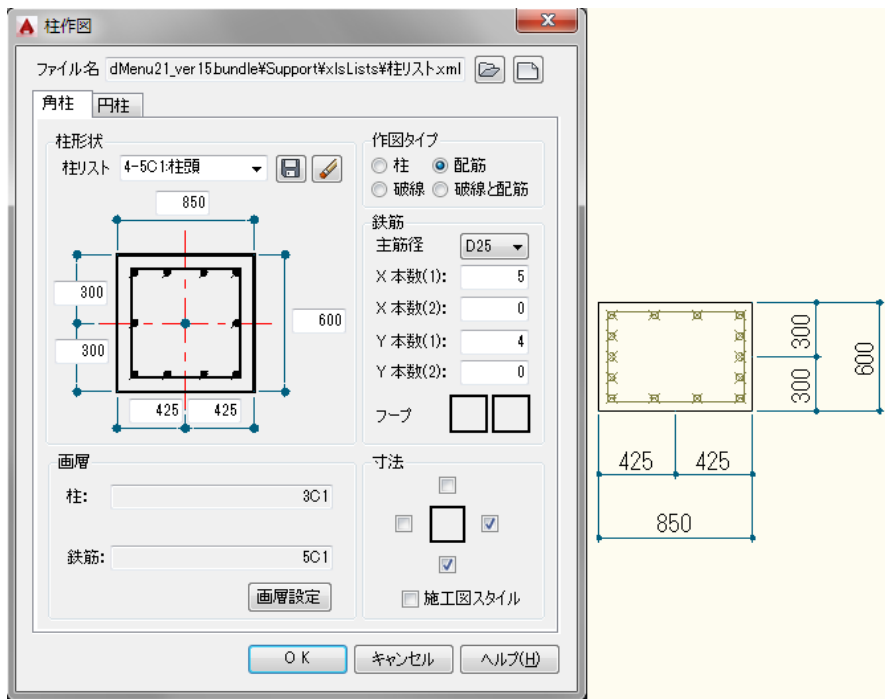 柱作図
ファイル名 dMenu21_ver15.bundle¥Support¥xlsLists¥柱リスト.xml
角柱 円柱
柱形状
柱リスト 4-5C1:柱頭
850
300
600
300
425 425
作図タイプ
柱 配筋
破線 破線と配筋
鉄筋
主筋径 D25
X 本数(1): 5
X 本数(2): 0
Y 本数(1): 4
Y 本数(2): 0
フープ
画層
柱: 3C1
鉄筋: 5C1
画層設定
寸法
施工図スタイル
OK キャンセル ヘルプ(H)
300
600
300
425 425
850